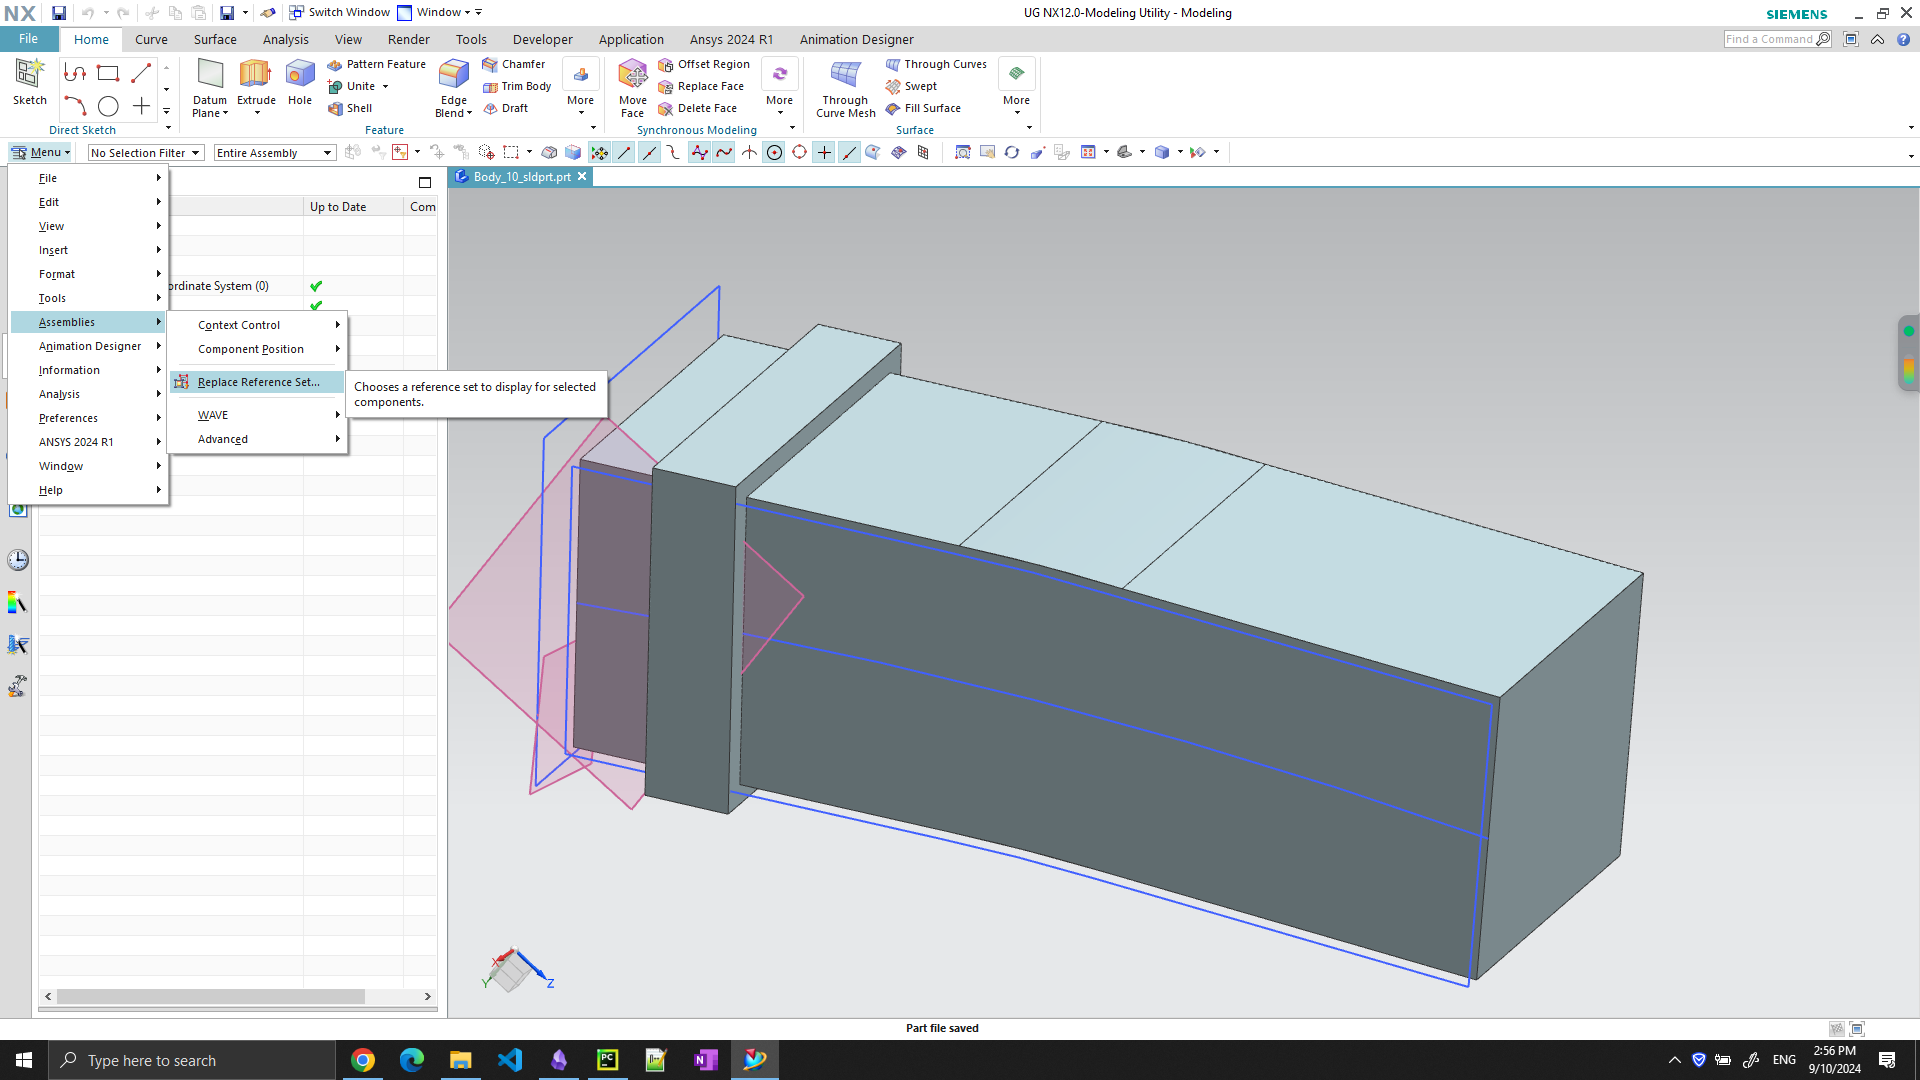 NX
Switch Window
Window
UG NX12.0-Modeling Utility - Modeling
SIEMENS
File
Home
Curve
Surface
Analysis
View
Render
Tools
Developer
Application
Ansys 2024 R1
Animation Designer
Find a Command
Sketch
Direct Sketch
Datum
Plane
Extrude
Hole
Pattern Feature
Unite
Shell
Edge
Blend
Chamfer
Trim Body
Draft
More
Feature
Move
Face
Offset Region
Replace Face
Delete Face
More
Synchronous Modeling
Through
Curve Mesh
Through Curves
Swept
Fill Surface
More
Surface
Menu
No Selection Filter
Entire Assembly
Body_10_sldprt.prt
Up to Date
Com
ordinate System (0)
File
Edit
View
Insert
Format
Tools
Assemblies
Animation Designer
Information
Analysis
Preferences
ANSYS 2024 R1
Window
Help
Context Control
Component Position
Replace Reference Set...
WAVE
Advanced
Chooses a reference set to display for selected
components.
X
Y
Z
Part file saved
Type here to search
PC
N
ENG
2:56 PM
9/10/2024